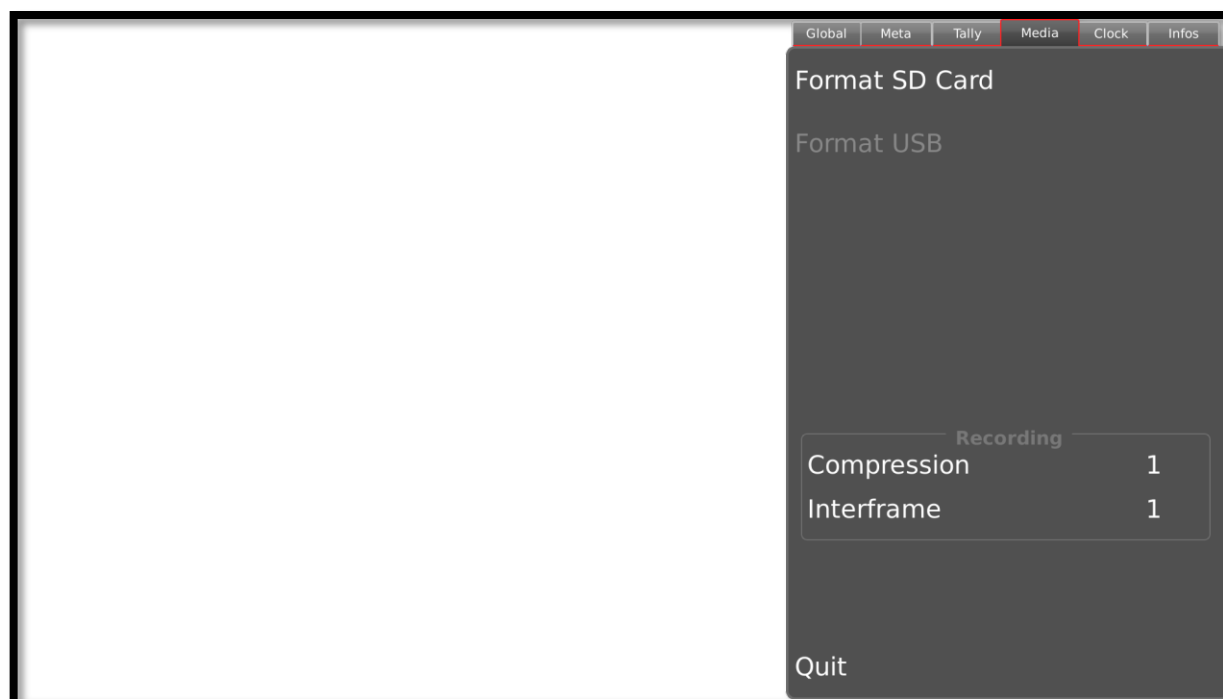 Global Meta Tally Media Clock Infos
Format SD Card
Format USB
Recording
Compression 1
Interframe 1
Quit